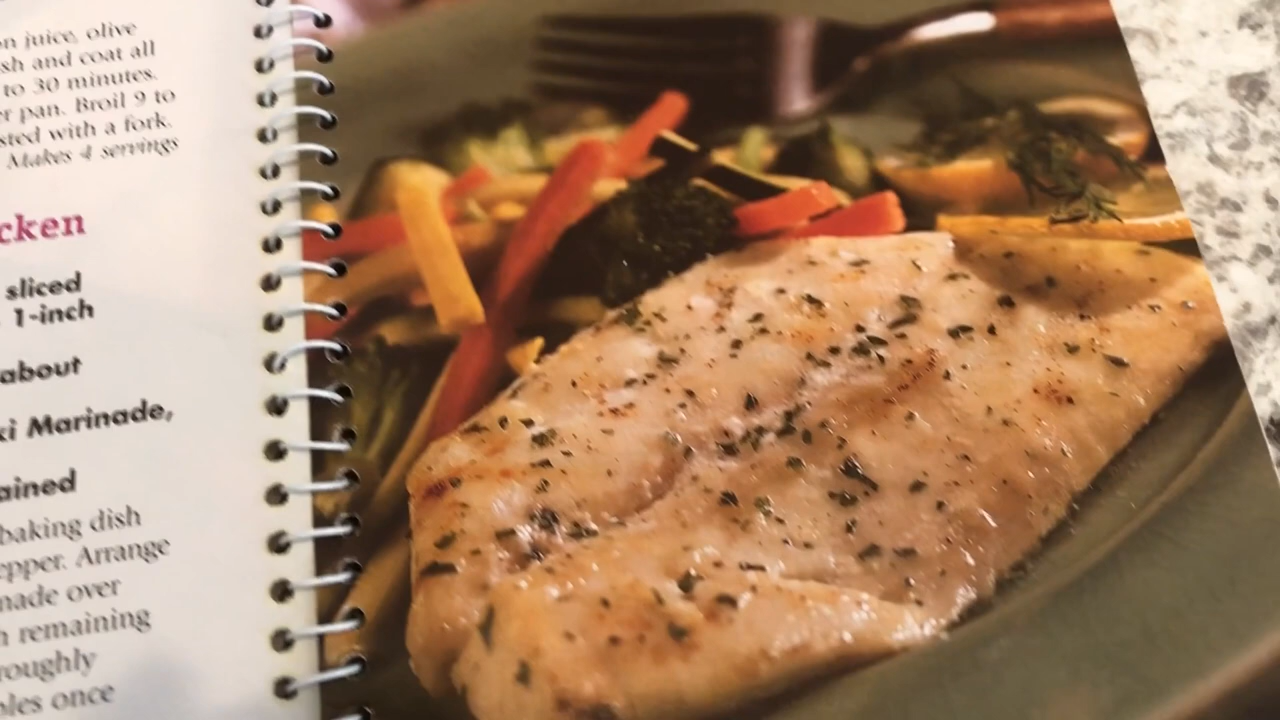 on juice, olive
sh and coat all
to 30 minutes.
er pan. Broil 9 to
sted with a fork.
Makes 4 servings
cken
sliced
1-inch
about
ki Marinade,
ained
baking dish
epper. Arrange
nade over
n remaining
roughly
bles once